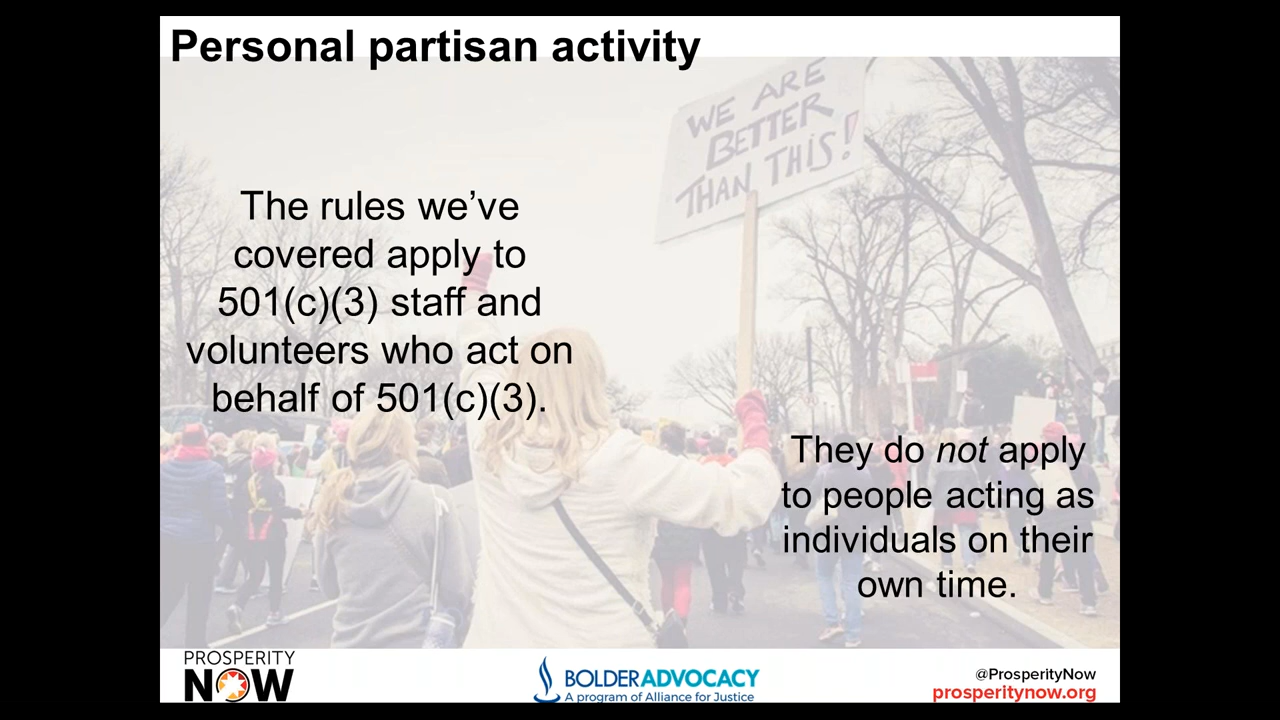 Personal partisan activity
WE ARE
BETTER
THAN THIS!
The rules we’ve
covered apply to
501(c)(3) staff and
volunteers who act on
behalf of 501(c)(3).
They do not apply
to people acting as
individuals on their
own time.
PROSPERITY
NOW
BOLDERADVOCACY
A program of Alliance for Justice
@ProsperityNow
prosperitynow.org